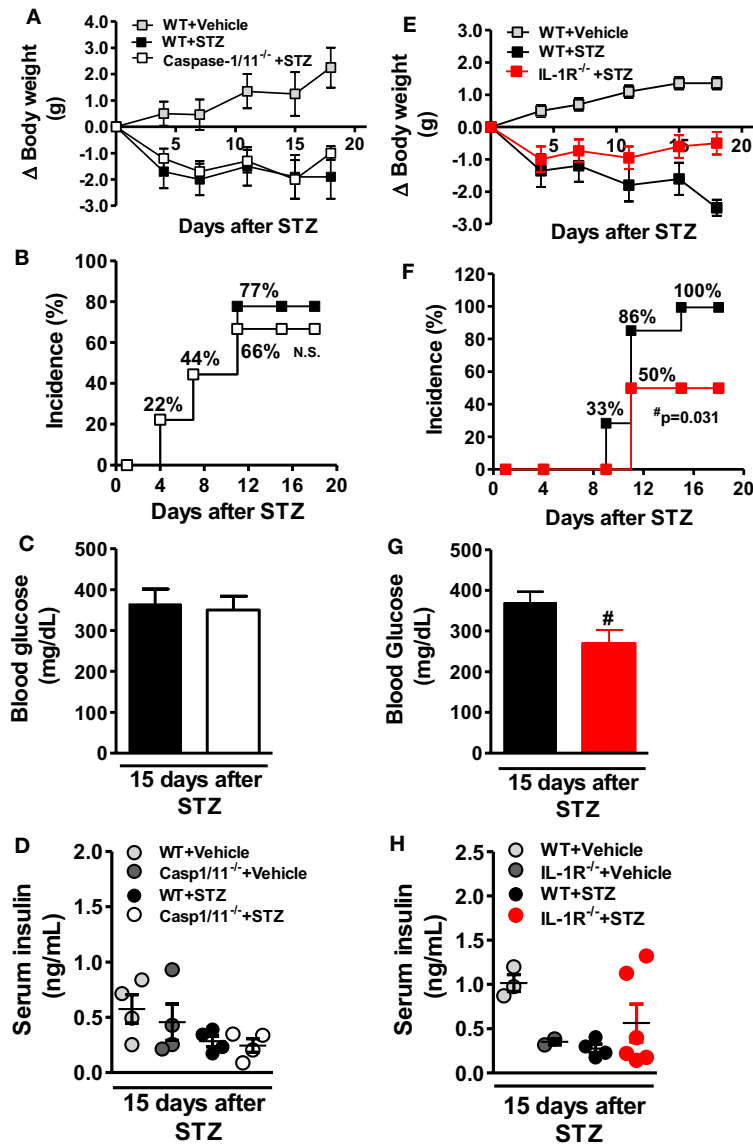 A
WT+Vehicle
WT+STZ
Caspase-1/11-/- +STZ
Δ Body weight
(g)
4.0
3.0
2.0
1.0
0.0
-1.0
-2.0
-3.0
5 10 15 20
Days after STZ
B
Incidence (%)
100
80
60
40
20
0
22%
44%
77%
66%
N.S.
0 4 8 12 16 20
Days after STZ
C
Blood glucose
(mg/dL)
500
400
300
200
100
0
15 days after
STZ
D
WT+Vehicle
Casp1/11-/-+Vehicle
WT+STZ
Casp1/11-/-+STZ
Serum insulin
(ng/mL)
2.0
1.5
1.0
0.5
0.0
15 days after
STZ
E
WT+Vehicle
WT+STZ
IL-1R-/- +STZ
Δ Body weight
(g)
3.0
2.0
1.0
0.0
-1.0
-2.0
-3.0
5 10 15 20
Days after STZ
F
Incidence (%)
120
100
80
60
40
20
0
33%
86%
100%
50%
#p=0.031
0 4 8 12 16 20
Days after STZ
G
Blood Glucose
(mg/dL)
500
400
300
200
100
0
#
15 days after
STZ
H
WT+Vehicle
IL-1R-/-+Vehicle
WT+STZ
IL-1R-/-+STZ
Serum insulin
(ng/mL)
2.5
2.0
1.5
1.0
0.5
0.0
15 days after
STZ